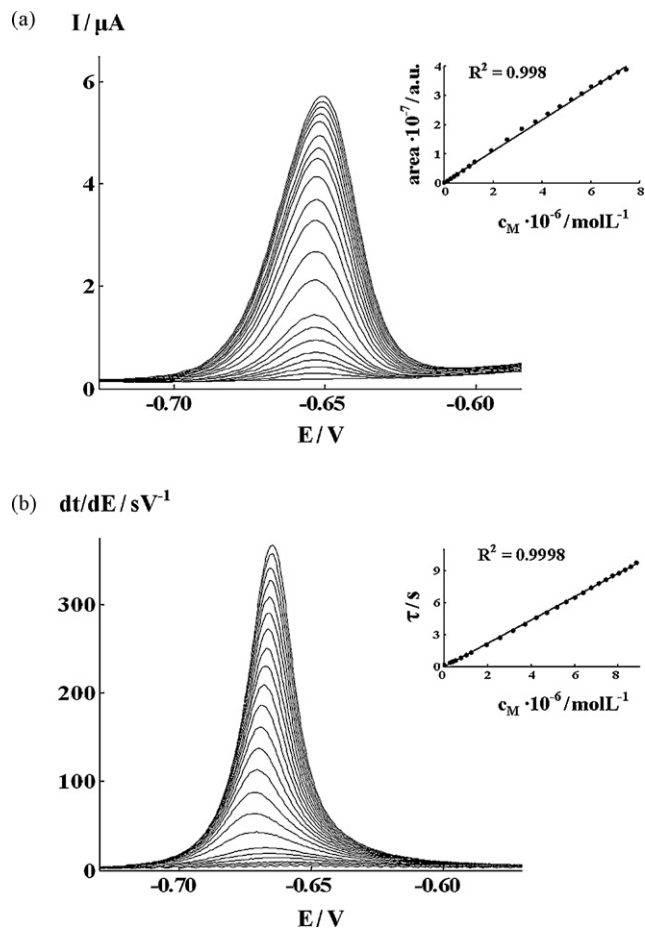 (a) I / μA
6
4
2
0
-0.70 -0.65 -0.60
E / V
R² = 0.998
area ·10⁻⁷/a.u.
4
3
2
1
0
0 2 4 6 8
c_M ·10⁻⁶/molL⁻¹
(b) dt/dE / sV⁻¹
300
200
100
0
-0.70 -0.65 -0.60
E / V
R² = 0.9998
τ/s
9
6
3
0
0 2 4 6 8
c_M ·10⁻⁶/molL⁻¹